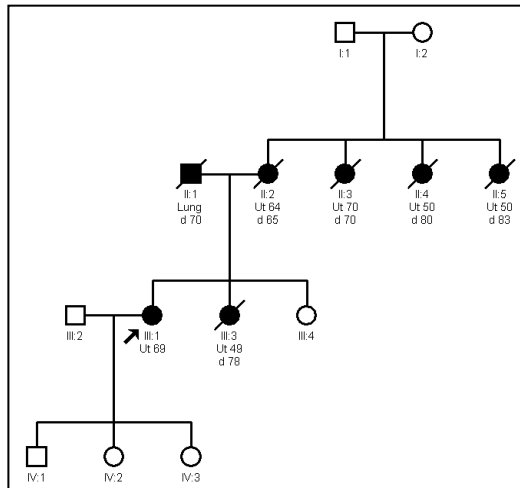 I:1 I:2
II:1 II:2 II:3 II:4 II:5
Lung Ut 64 Ut 70 Ut 50 Ut 50
d 70 d 65 d 70 d 80 d 83
III:2 III:1 III:3 III:4
Ut 69 Ut 49
d 78
IV:1 IV:2 IV:3